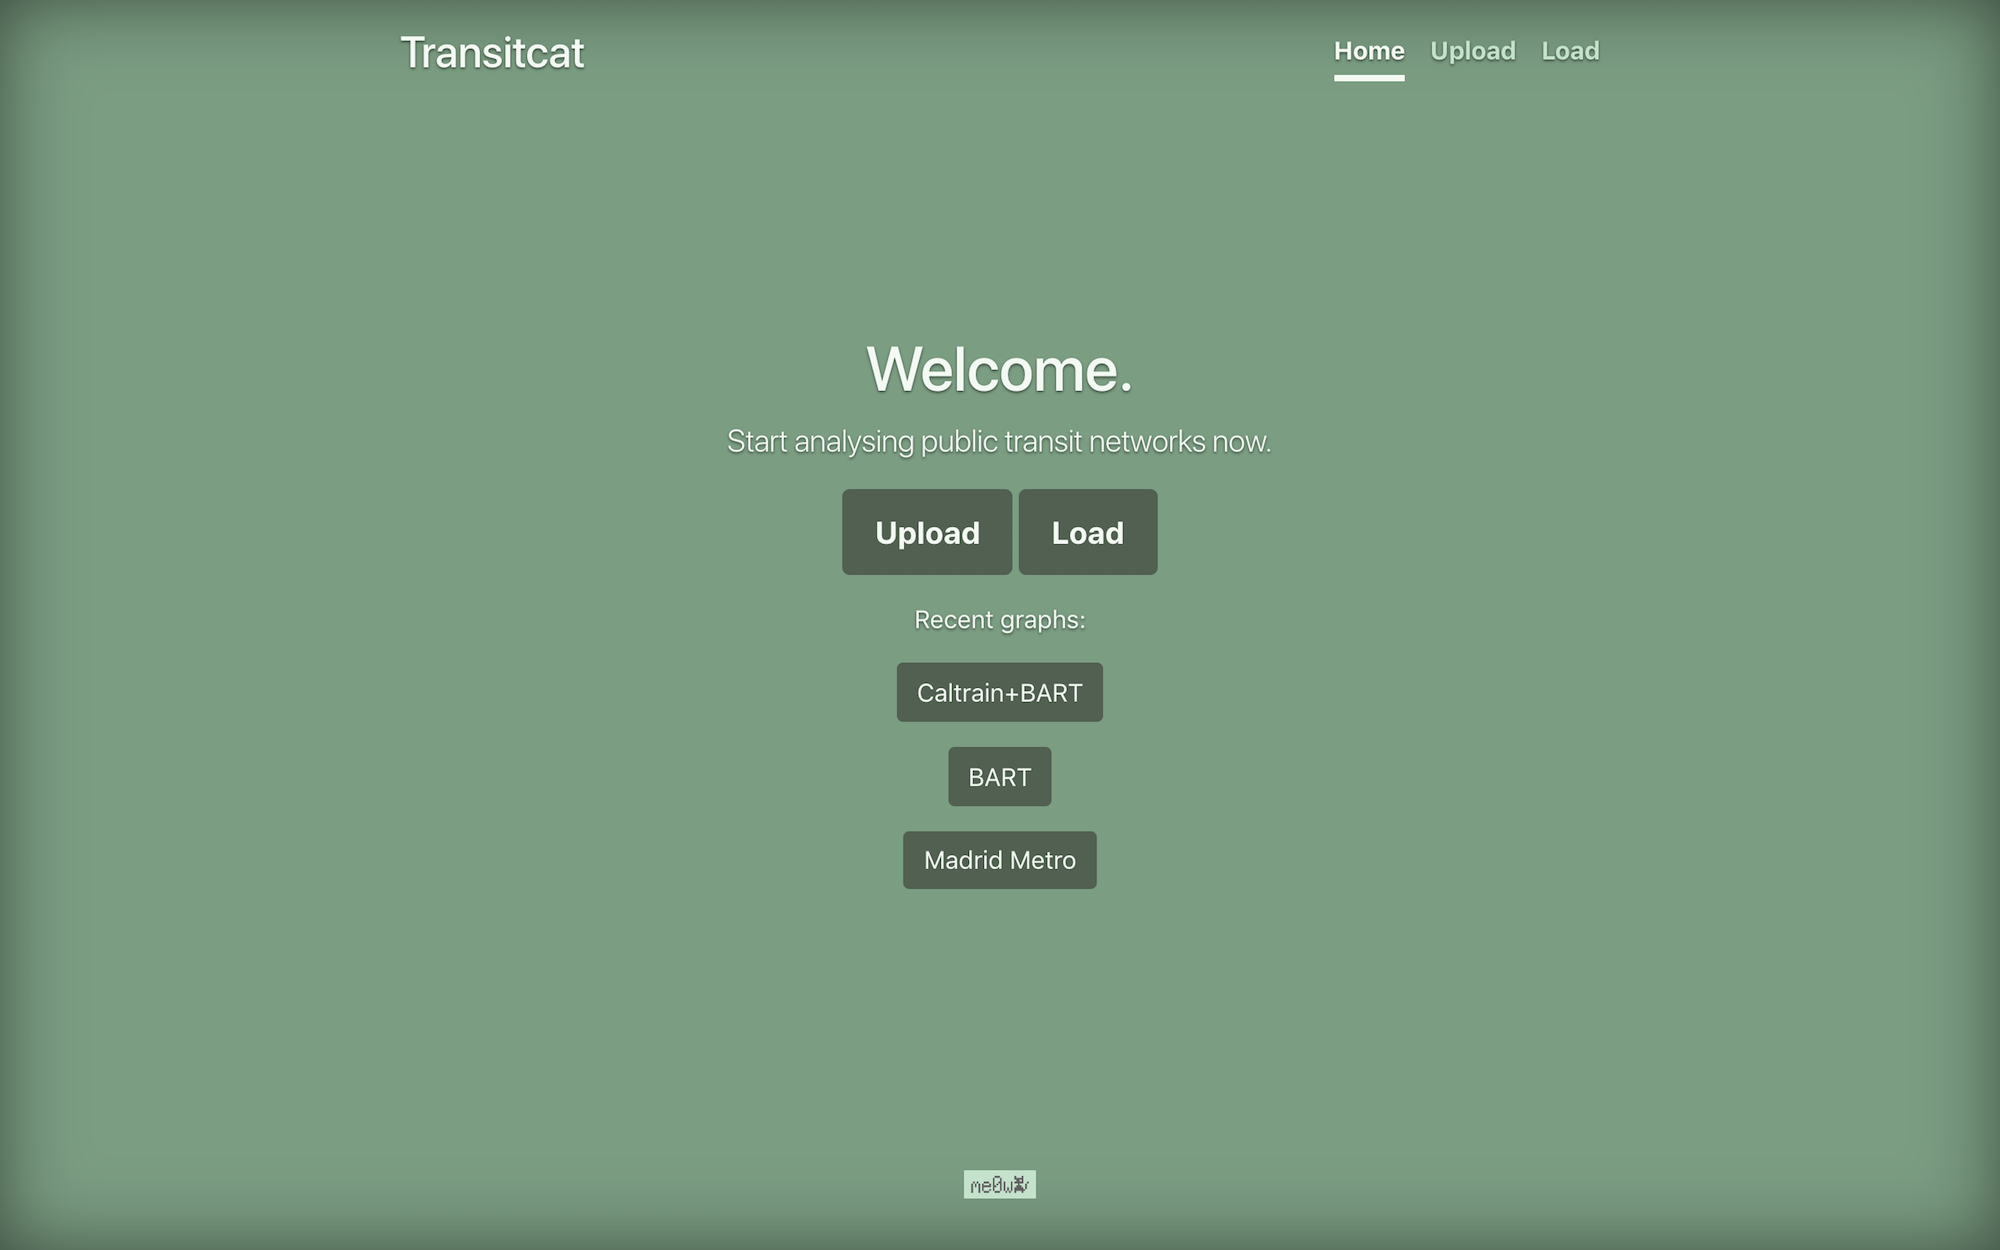 Transitcat
Home Upload Load
Welcome.
Start analysing public transit networks now.
Upload Load
Recent graphs:
Caltrain+BART
BART
Madrid Metro
me0w